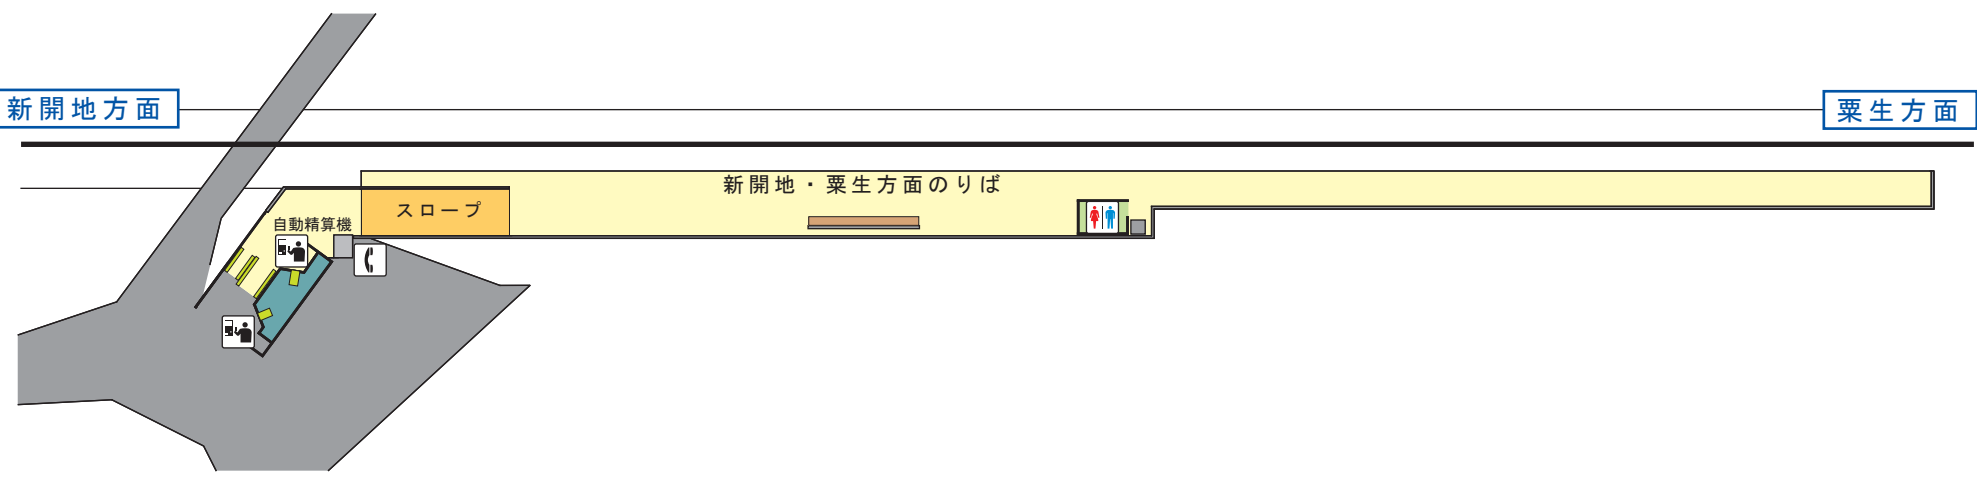 新開地方面
粟生方面
新開地・粟生方面のりば
スロープ
自動精算機